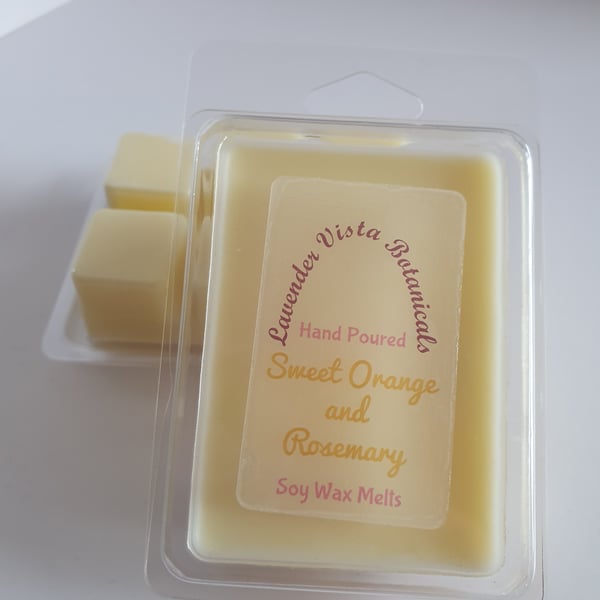 Lavender Vista Botanicals
Hand Poured
Sweet Orange
and
Rosemary
Soy Wax Melts